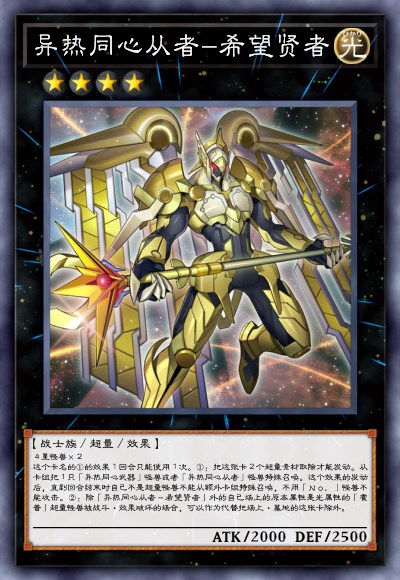 异热同心从者-希望贤者
光
ひかり
【战士族／超量／效果】
4星怪兽×2
这个卡名的①的效果1回合只能使用1次。①：把这张卡2个超量素材取除才能发动。从
卡组把1只「异热同心武器」怪兽或者「异热同心从者」怪兽特殊召唤。这个效果的发动
后，直到回合结束时自己不是超量怪兽不能从额外卡组特殊召唤，不用「No.」怪兽不
能攻击。②：除「异热同心从者-希望贤者」外的自己场上的原本属性是光属性的「霍
普」超量怪兽被战斗·效果破坏的场合，可以作为代替把场上·墓地的这张卡除外。
ATK/2000 DEF/2500